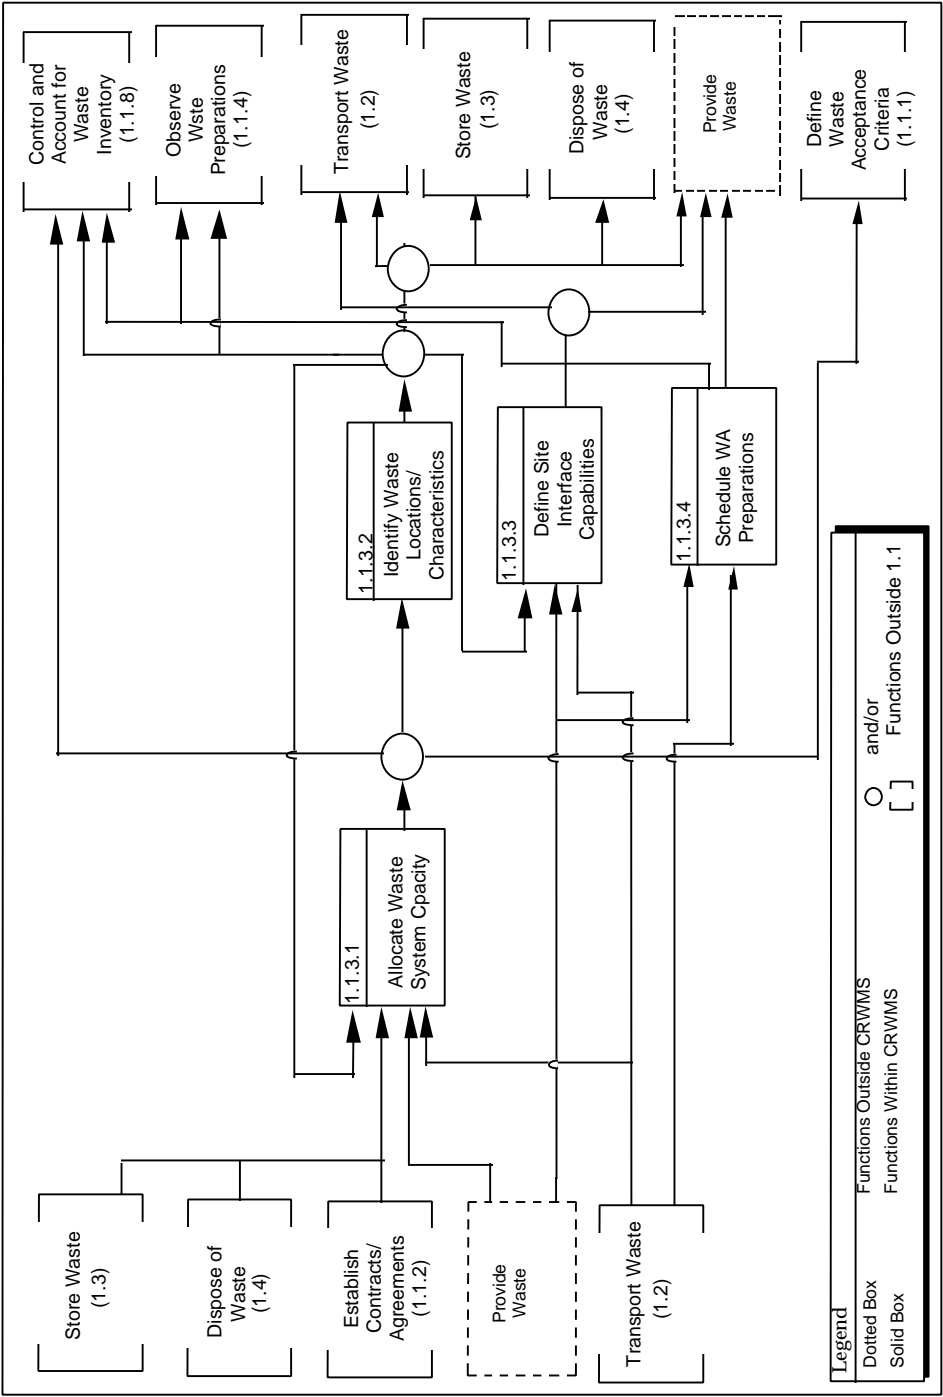 Store Waste
(1.3)
Dispose of
Waste
(1.4)
Establish
Contracts/
Agreements
(1.1.2)
Provide
Waste
Transport Waste
(1.2)
1.1.3.1
Allocate Waste
System Cpacity
1.1.3.2
Identify Waste
Locations/
Characteristics
1.1.3.3
Define Site
Interface
Capabilities
1.1.3.4
Schedule WA
Preparations
Control and
Account for
Waste
Inventory
(1.1.8)
Observe
Wste
Preparations
(1.1.4)
Transport Waste
(1.2)
Store Waste
(1.3)
Dispose of
Waste
(1.4)
Provide
Waste
Define
Waste
Acceptance
Criteria
(1.1.1)
Legend
Dotted Box Functions Outside CRWMS and/or
Solid Box Functions Within CRWMS [ ] Functions Outside 1.1